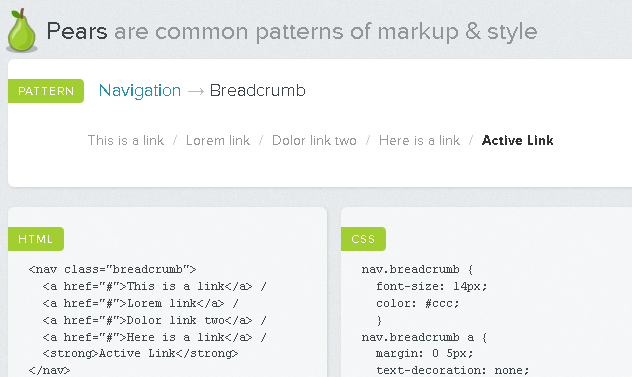 Pears are common patterns of markup & style
PATTERN Navigation → Breadcrumb
This is a link / Lorem link / Dolor link two / Here is a link / Active Link
HTML
<nav class="breadcrumb">
<a href="#">This is a link</a> /
<a href="#">Lorem link</a> /
<a href="#">Dolor link two</a> /
<a href="#">Here is a link</a> /
<strong>Active Link</strong>
</nav>
CSS
nav.breadcrumb {
font-size: 14px;
color: #ccc;
}
nav.breadcrumb a {
margin: 0 5px;
text-decoration: none;